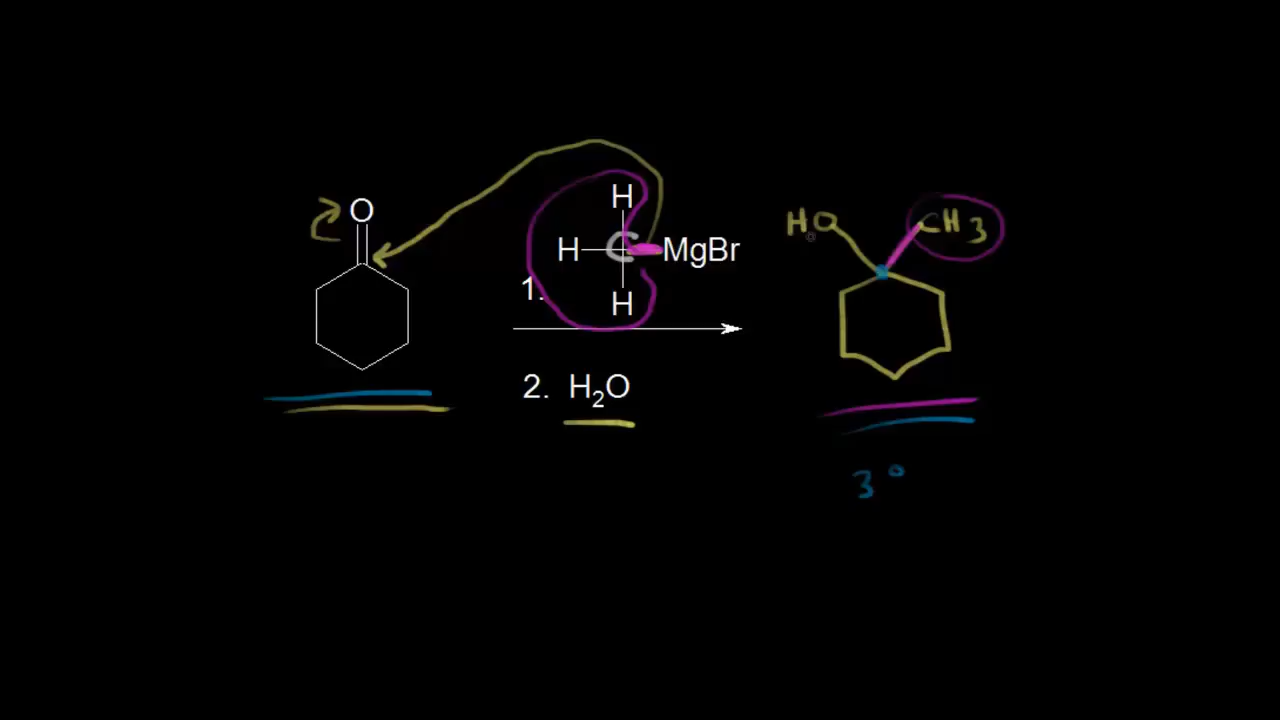 O
H
H—C—MgBr
H
1.
2. H₂O
HO CH3
3°